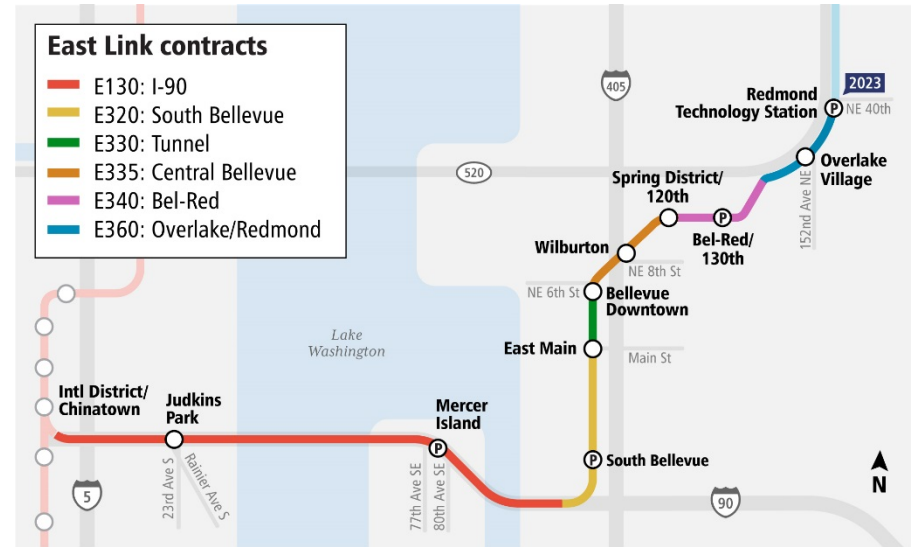 East Link contracts
E130: I-90
E320: South Bellevue
E330: Tunnel
E335: Central Bellevue
E340: Bel-Red
E360: Overlake/Redmond
405
2023
Redmond
Technology Station
P
NE 40th
520
Spring District/
120th
Overlake
Village
152nd Ave NE
P
Bel-Red/
130th
Wilburton
NE 8th St
NE 6th St
Bellevue
Downtown
Lake
Washington
East Main
Main St
Intl District/
Chinatown
Judkins
Park
Mercer
Island
P
P
South Bellevue
23rd Ave S
Rainier Ave S
77th Ave SE
80th Ave SE
5
90
N